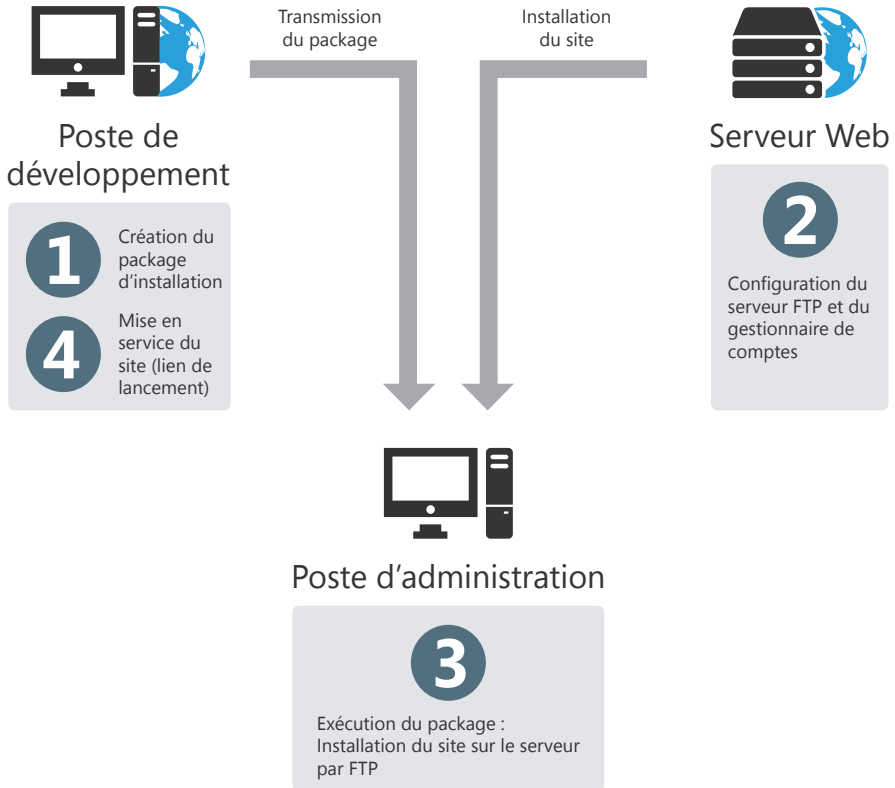 Transmission
du package
Installation
du site
Poste de
développement
1
Création du
package
d’installation
4
Mise en
service du
site (lien de
lancement)
Serveur Web
2
Configuration du
serveur FTP et du
gestionnaire de
comptes
Poste d’administration
3
Exécution du package :
Installation du site sur le serveur
par FTP